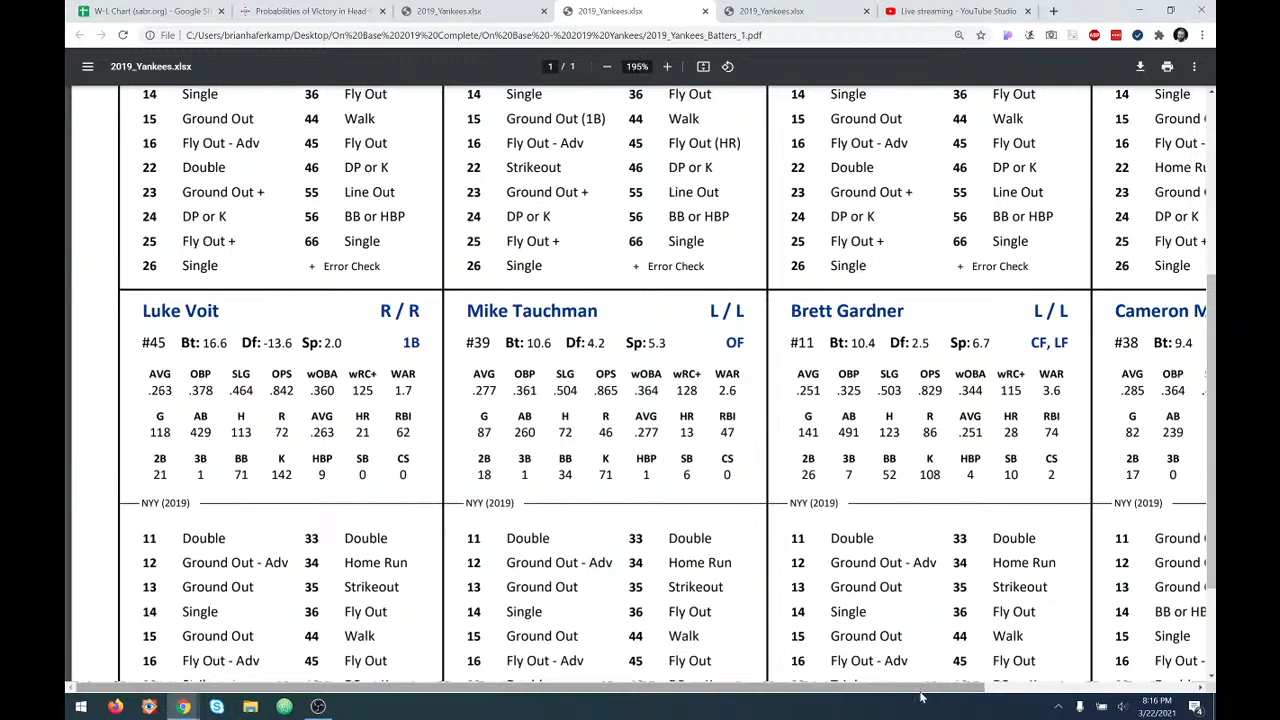 W-L Chart (sabr.org) - Google Sh
Probabilities of Victory in Head-
2019_Yankees.xlsx
2019_Yankees.xlsx
2019_Yankees.xlsx
Live streaming - YouTube Studio
File C:/Users/brianhaferkamp/Desktop/On%20Base%202019%20Complete/On%20Base%20-%202019%20Yankees/2019_Yankees_Batters_1.pdf
2019_Yankees.xlsx 1 / 1 195%
14 Single 36 Fly Out 14 Single 36 Fly Out 14 Single 36 Fly Out 14 Single
15 Ground Out 44 Walk 15 Ground Out (1B) 44 Walk 15 Ground Out 44 Walk 15 Ground
16 Fly Out - Adv 45 Fly Out 16 Fly Out - Adv 45 Fly Out (HR) 16 Fly Out - Adv 45 Fly Out 16 Fly Out -
22 Double 46 DP or K 22 Strikeout 46 DP or K 22 Double 46 DP or K 22 Home Ru
23 Ground Out + 55 Line Out 23 Ground Out + 55 Line Out 23 Ground Out + 55 Line Out 23 Ground
24 DP or K 56 BB or HBP 24 DP or K 56 BB or HBP 24 DP or K 56 BB or HBP 24 DP or K
25 Fly Out + 66 Single 25 Fly Out + 66 Single 25 Fly Out + 66 Single 25 Fly Out +
26 Single + Error Check 26 Single + Error Check 26 Single + Error Check 26 Single
Luke Voit R / R Mike Tauchman L / L Brett Gardner L / L Cameron M
#45 Bt: 16.6 Df: -13.6 Sp: 2.0 1B #39 Bt: 10.6 Df: 4.2 Sp: 5.3 OF #11 Bt: 10.4 Df: 2.5 Sp: 6.7 CF, LF #38 Bt: 9.4
AVG OBP SLG OPS wOBA wRC+ WAR AVG OBP SLG OPS wOBA wRC+ WAR AVG OBP SLG OPS wOBA wRC+ WAR AVG OBP
.263 .378 .464 .842 .360 125 1.7 .277 .361 .504 .865 .364 128 2.6 .251 .325 .503 .829 .344 115 3.6 .285 .364
G AB H R AVG HR RBI G AB H R AVG HR RBI G AB H R AVG HR RBI G AB
118 429 113 72 .263 21 62 87 260 72 46 .277 13 47 141 491 123 86 .251 28 74 82 239
2B 3B BB K HBP SB CS 2B 3B BB K HBP SB CS 2B 3B BB K HBP SB CS 2B 3B
21 1 71 142 9 0 0 18 1 34 71 1 6 0 26 7 52 108 4 10 2 17 0
NYY (2019) NYY (2019) NYY (2019) NYY (2019)
11 Double 33 Double 11 Double 33 Double 11 Double 33 Double 11 Ground
12 Ground Out - Adv 34 Home Run 12 Ground Out - Adv 34 Home Run 12 Ground Out - Adv 34 Home Run 12 Ground
13 Ground Out 35 Strikeout 13 Ground Out 35 Strikeout 13 Ground Out 35 Strikeout 13 Ground
14 Single 36 Fly Out 14 Single 36 Fly Out 14 Single 36 Fly Out 14 BB or HB
15 Ground Out 44 Walk 15 Ground Out 44 Walk 15 Ground Out 44 Walk 15 Single
16 Fly Out - Adv 45 Fly Out 16 Fly Out - Adv 45 Fly Out 16 Fly Out - Adv 45 Fly Out 16 Fly Out -
8:16 PM
3/22/2021